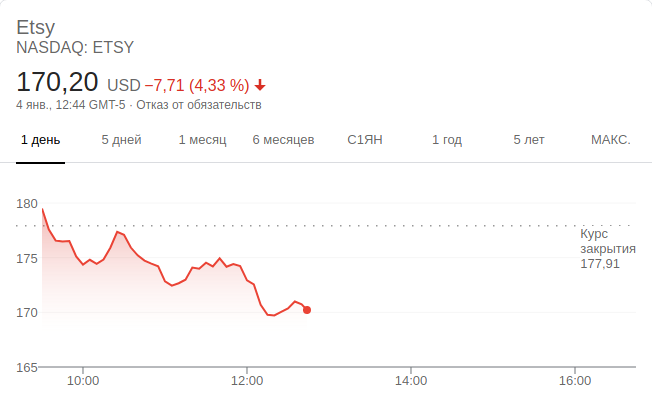 Etsy
NASDAQ: ETSY
170,20 USD −7,71 (4,33 %)
4 янв., 12:44 GMT-5 · Отказ от обязательств
1 день 5 дней 1 месяц 6 месяцев С1ЯН 1 год 5 лет МАКС.
180
175
170
165
Курс
закрытия
177,91
10:00 12:00 14:00 16:00